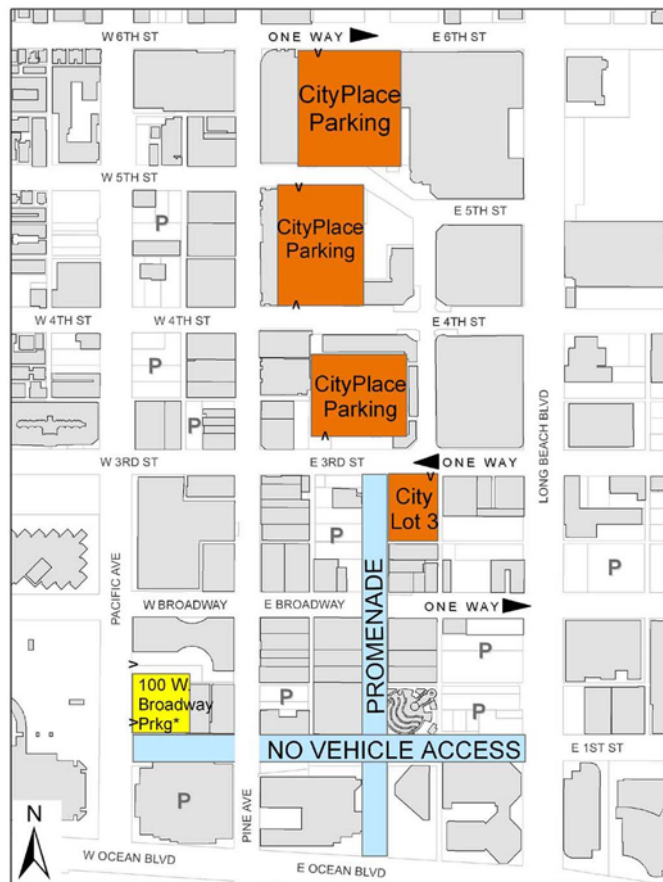 W 6TH ST
ONE WAY
E 6TH ST
CityPlace
Parking
W 5TH ST
E 5TH ST
P
CityPlace
Parking
W 4TH ST
W 4TH ST
E 4TH ST
P
CityPlace
Parking
P
LONG BEACH BLVD
W 3RD ST
E 3RD ST
ONE WAY
City
Lot 3
P
P
PACIFIC AVE
PROMENADE
W BROADWAY
E BROADWAY
ONE WAY
P
100 W.
Broadway
Prkg*
P
P
NO VEHICLE ACCESS
E 1ST ST
P
PINE AVE
N
W OCEAN BLVD
E OCEAN BLVD